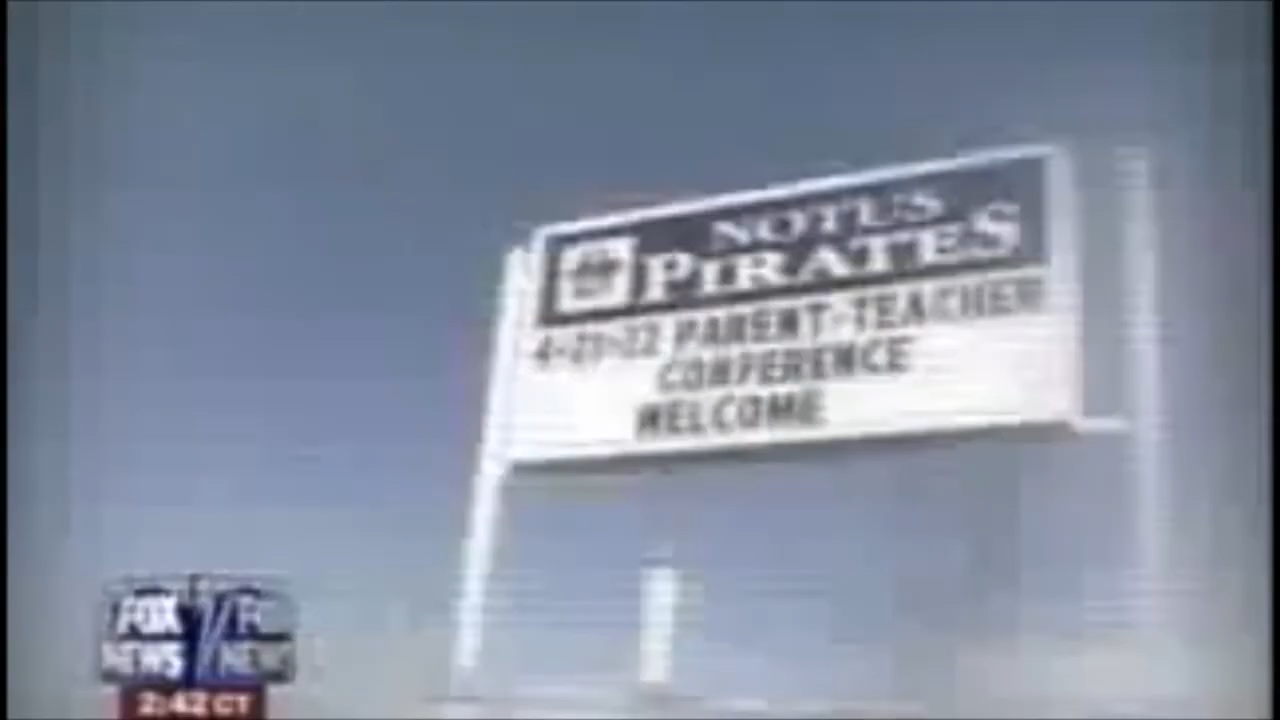 NOTUS
PIRATES
PARENT-TEACHER
CONFERENCE
WELCOME
FOX
NEWS
2:42 CT